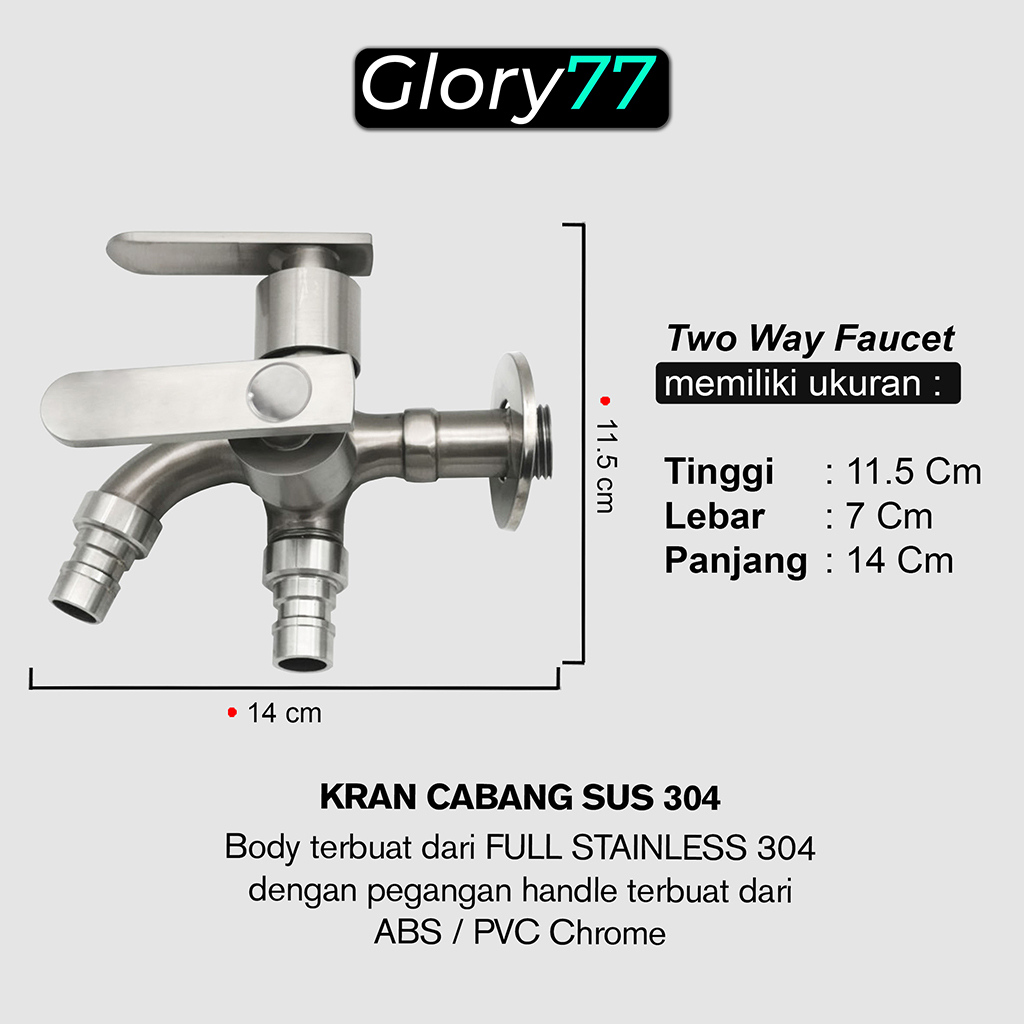 Glory77
Two Way Faucet
memiliki ukuran :
11.5 cm
Tinggi : 11.5 Cm
Lebar : 7 Cm
Panjang : 14 Cm
14 cm
KRAN CABANG SUS 304
Body terbuat dari FULL STAINLESS 304
dengan pegangan handle terbuat dari
ABS / PVC Chrome